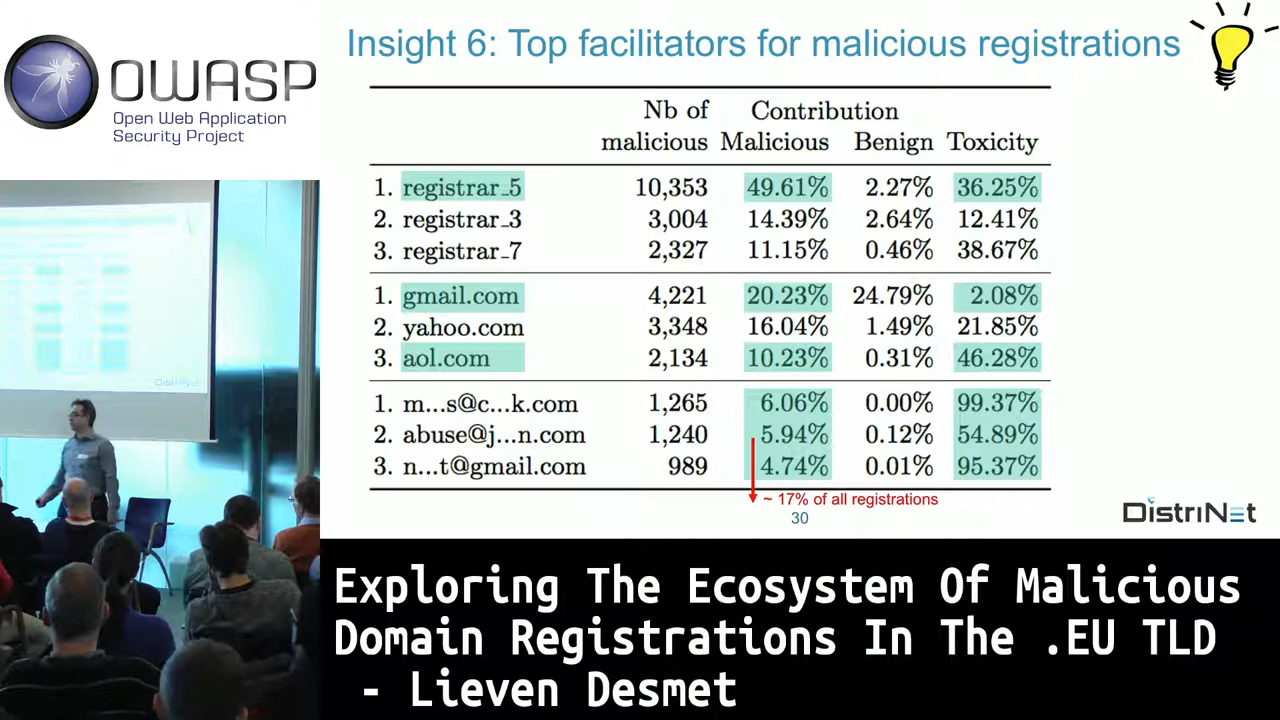 OWASP
Open Web Application
Security Project
Insight 6: Top facilitators for malicious registrations
Nb of Contribution
malicious Malicious Benign Toxicity
1. registrar_5 10,353 49.61% 2.27% 36.25%
2. registrar_3 3,004 14.39% 2.64% 12.41%
3. registrar_7 2,327 11.15% 0.46% 38.67%
1. gmail.com 4,221 20.23% 24.79% 2.08%
2. yahoo.com 3,348 16.04% 1.49% 21.85%
3. aol.com 2,134 10.23% 0.31% 46.28%
1. m...s@c...k.com 1,265 6.06% 0.00% 99.37%
2. abuse@j...n.com 1,240 5.94% 0.12% 54.89%
3. n...t@gmail.com 989 4.74% 0.01% 95.37%
~ 17% of all registrations
30
DistriNet
DistriNet
Exploring The Ecosystem Of Malicious
Domain Registrations In The .EU TLD
- Lieven Desmet